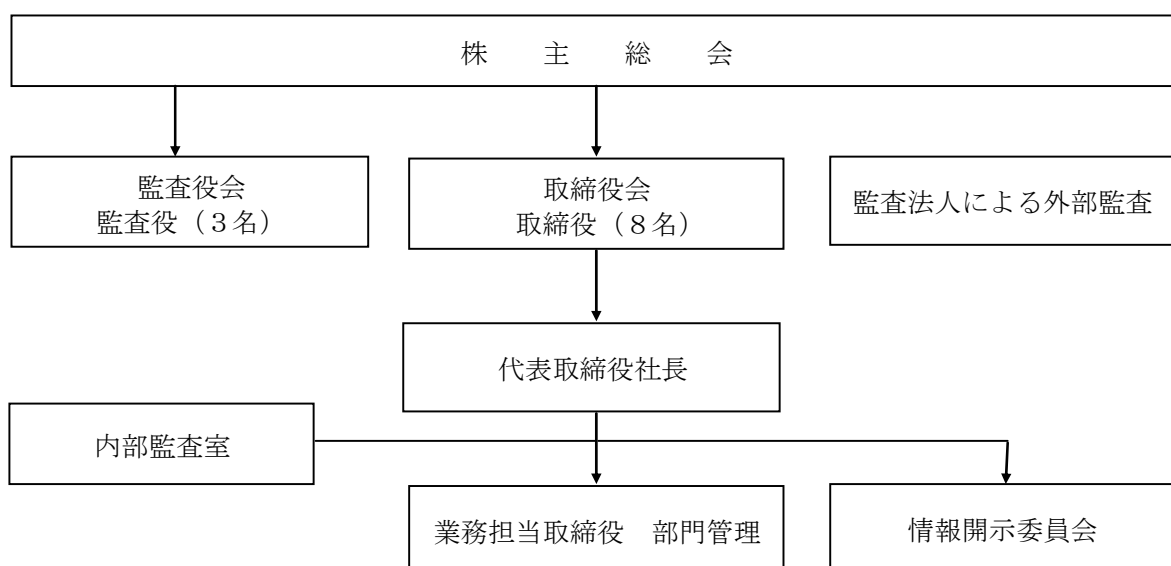 株　主　総　会
監査役会
監査役（３名）
取締役会
取締役（８名）
監査法人による外部監査
代表取締役社長
内部監査室
業務担当取締役　部門管理
情報開示委員会